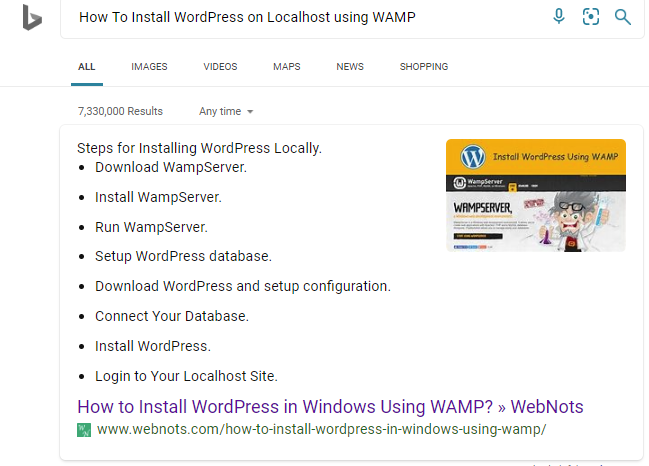 How To Install WordPress on Localhost using WAMP
ALL IMAGES VIDEOS MAPS NEWS SHOPPING
7,330,000 Results Any time
Steps for Installing WordPress Locally.
Download WampServer.
Install WampServer.
Run WampServer.
Setup WordPress database.
Download WordPress and setup configuration.
Connect Your Database.
Install WordPress.
Login to Your Localhost Site.
Install WordPress Using WAMP
WampServer
WAMPSERVER,
How to Install WordPress in Windows Using WAMP? » WebNots
www.webnots.com/how-to-install-wordpress-in-windows-using-wamp/